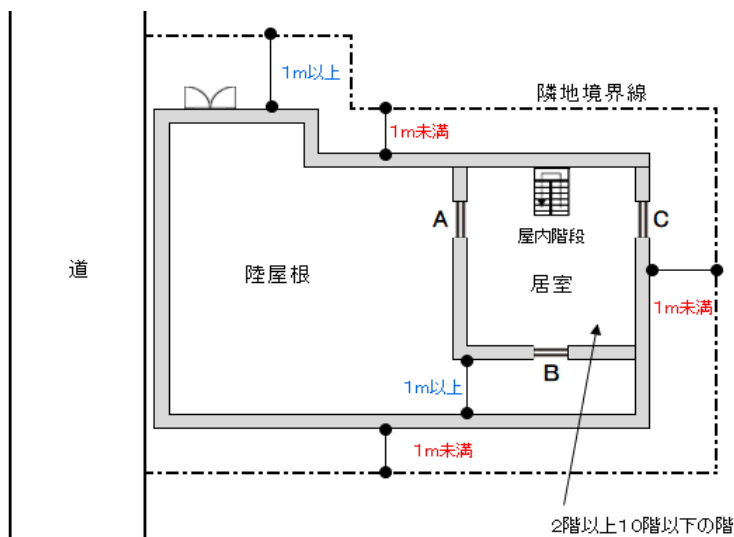 1m以上
隣地境界線
1m未満
A
C
屋内階段
道
陸屋根
居室
1m未満
B
1m以上
1m未満
2階以上10階以下の階